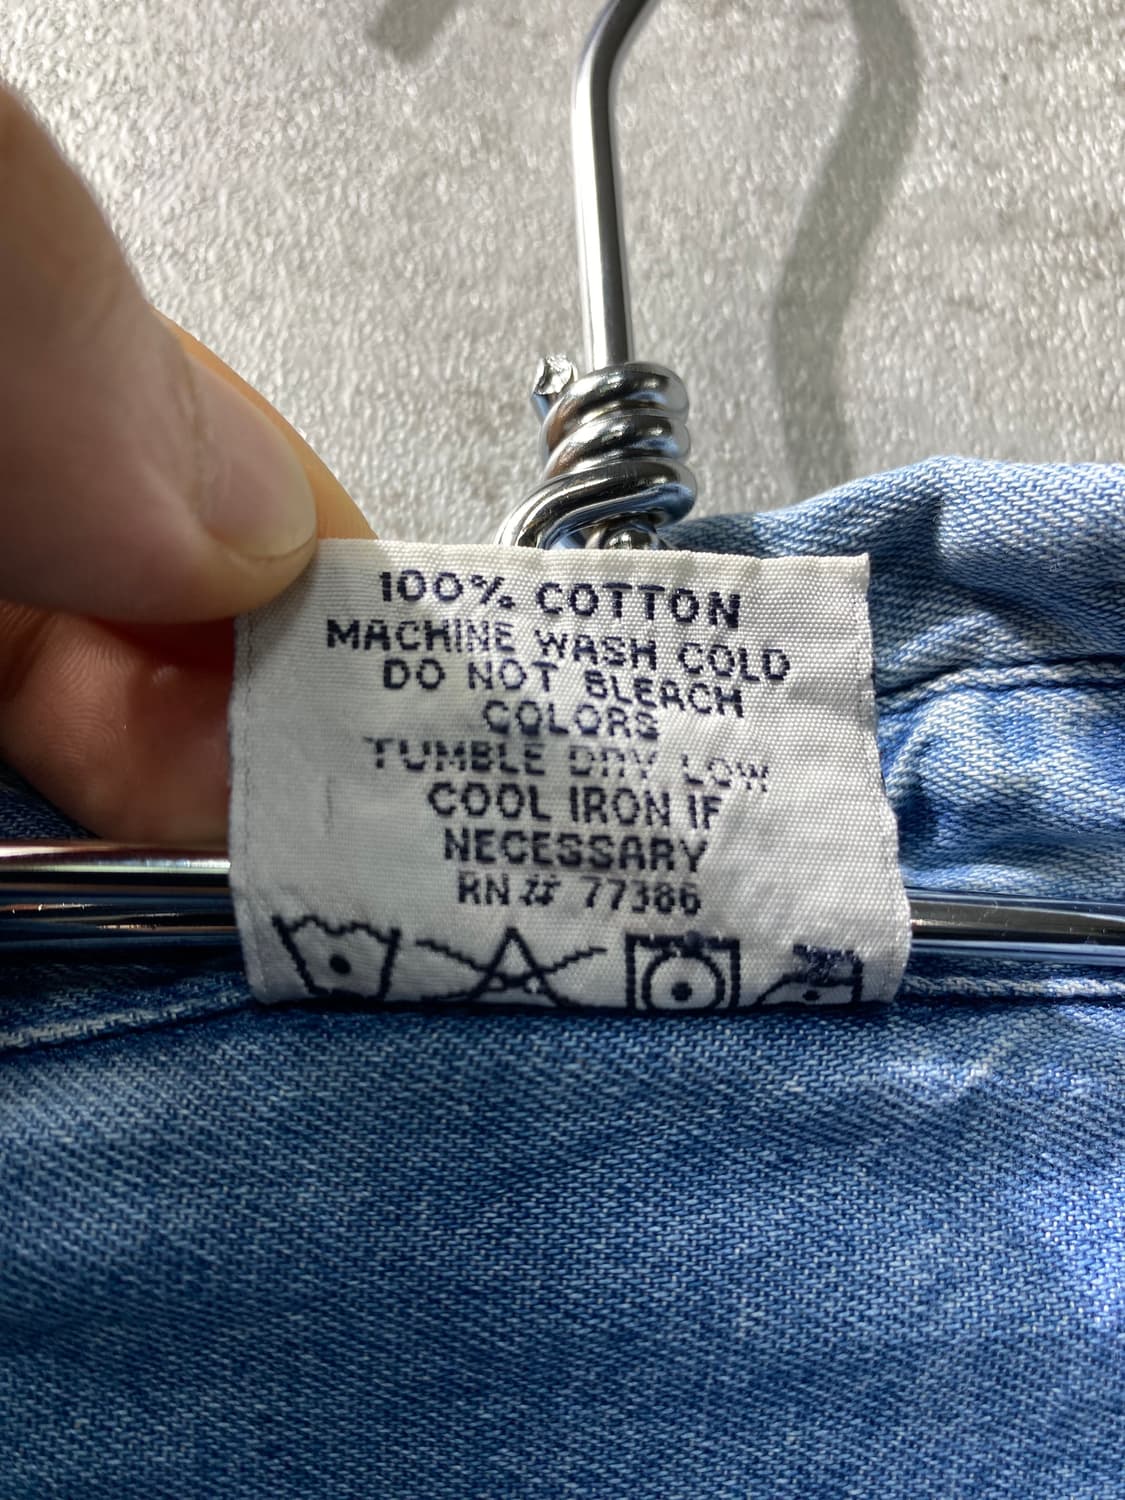 100% COTTON
MACHINE WASH COLD
DO NOT BLEACH
COLORS
TUMBLE DRY LOW
COOL IRON IF
NECESSARY
RN# 77386